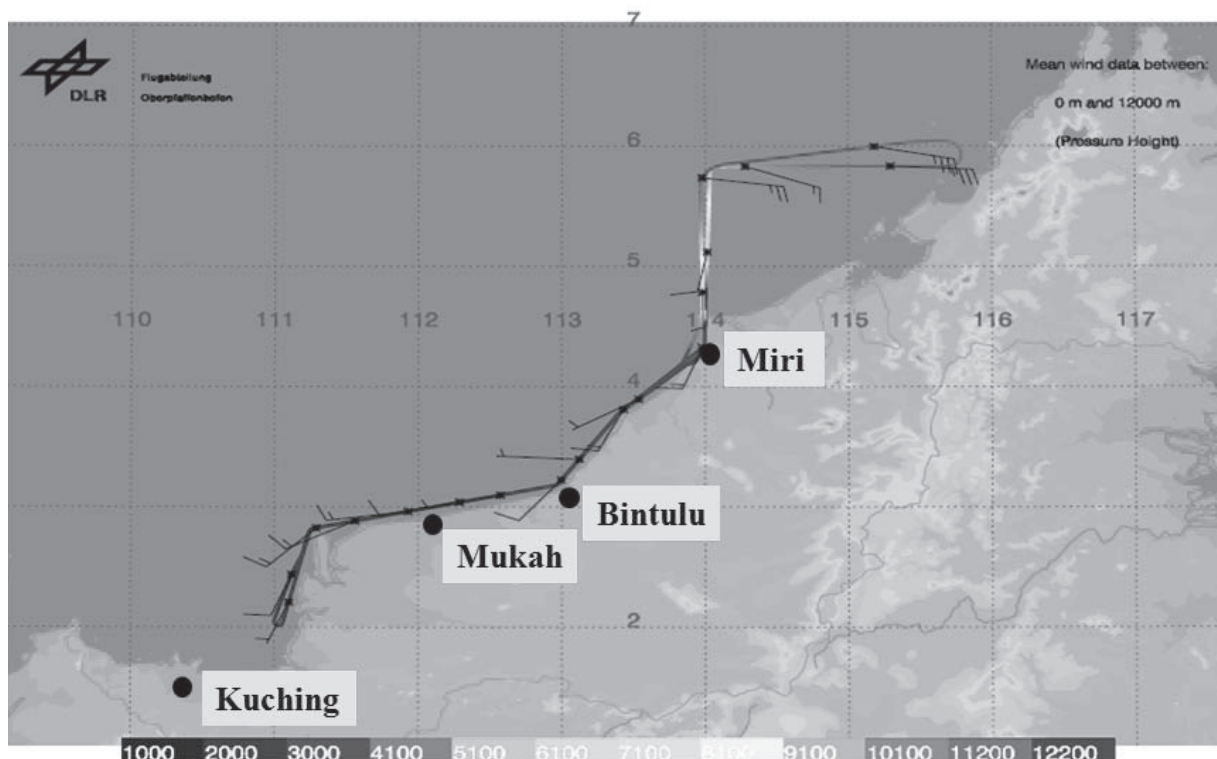 7
DLR
Flugabteilung
Oberpfaffenhofen
Mean wind data between:
0 m and 12000 m
(Pressure Height)
6
5
110 111 112 113 114 115 116 117
Miri
4
Bintulu
Mukah
2
Kuching
1000 2000 3000 4100 5100 6100 7100 8100 9100 10100 11200 12200